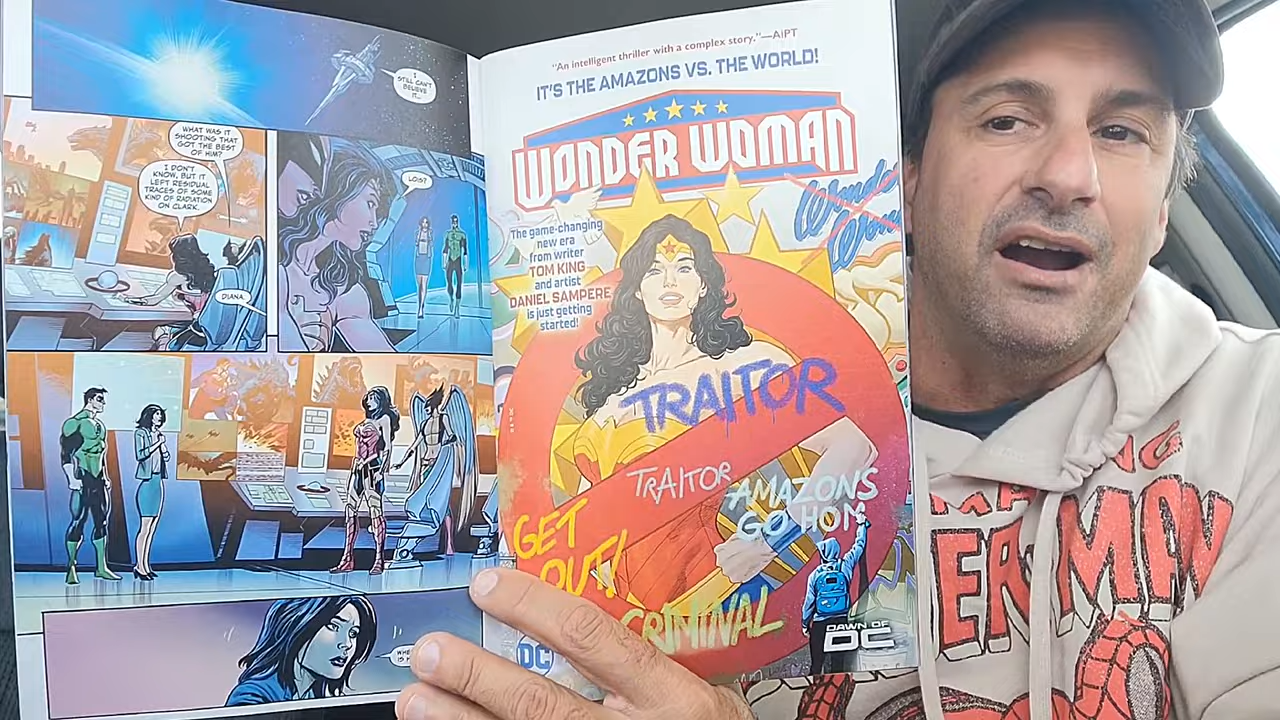 I
STILL CAN'T
BELIEVE
IT...
WHAT WAS IT
SHOOTING THAT
GOT THE BEST
OF HIM?
I DON'T
KNOW, BUT IT
LEFT RESIDUAL
TRACES OF SOME
KIND OF RADIATION
ON CLARK.
DIANA.
LOIS?
"An intelligent thriller with a complex story."—AIPT
IT'S THE AMAZONS VS. THE WORLD!
WONDER WOMAN
Wonder
The game-changing
new era
from writer
TOM KING
and artist
DANIEL SAMPERE
is just getting
started!
TRAITOR
TRAITOR
AMAZONS
GO HOM
GET
OUT!
CRIMINAL
DAWN OF
DC
DC
ERMAN